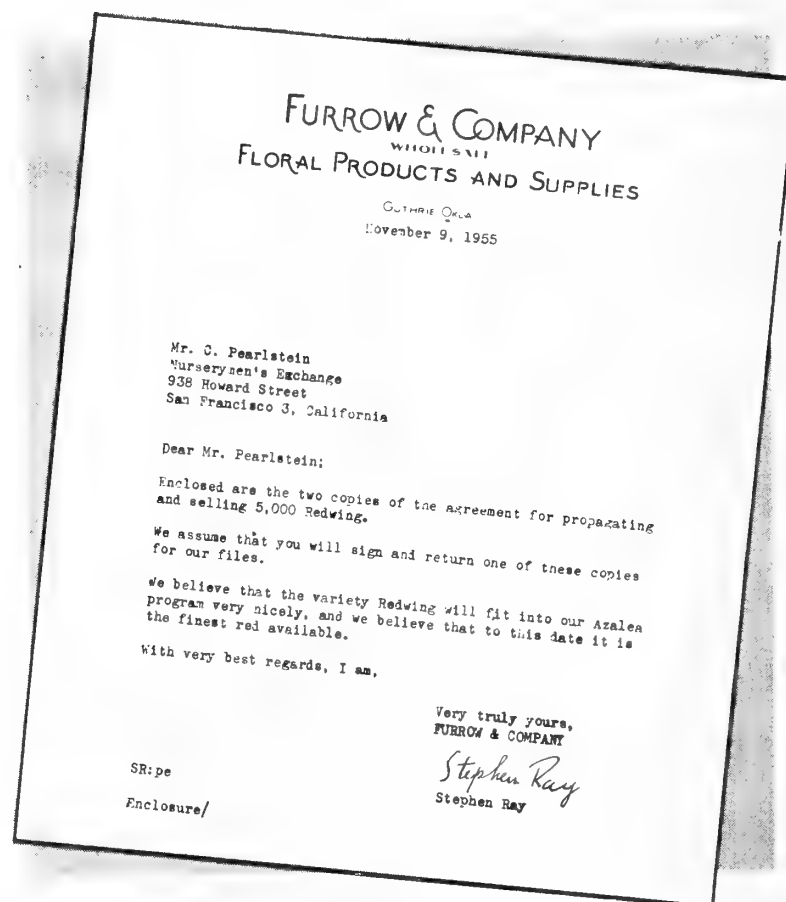 FURROW & COMPANY
WHOLESALE
FLORAL PRODUCTS AND SUPPLIES
GUTHRIE OKLA
November 9, 1955
Mr. C. Pearlstein
Nurserymen's Exchange
938 Howard Street
San Francisco 3, California
Dear Mr. Pearlstein:
Enclosed are the two copies of the agreement for propagating
and selling 5,000 Redwing.
We assume that you will sign and return one of these copies
for our files.
We believe that the variety Redwing will fit into our Azalea
program very nicely, and we believe that to this date it is
the finest red available.
With very best regards, I am,
Very truly yours,
FURROW & COMPANY
Stephen Ray
Stephen Ray
SR:pe
Enclosure/